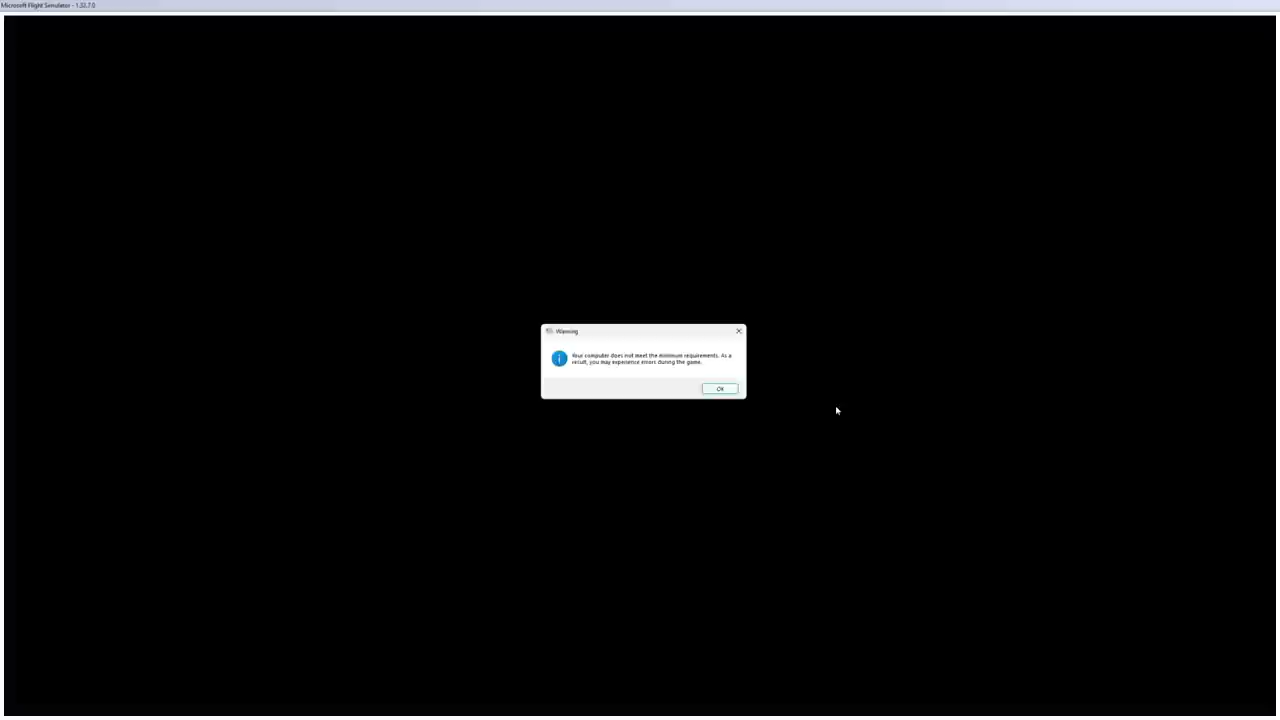 Microsoft Flight Simulator - 1.32.7.0
Warning
Your computer does not meet the minimum requirements. As a
result, you may experience errors during the game.
OK